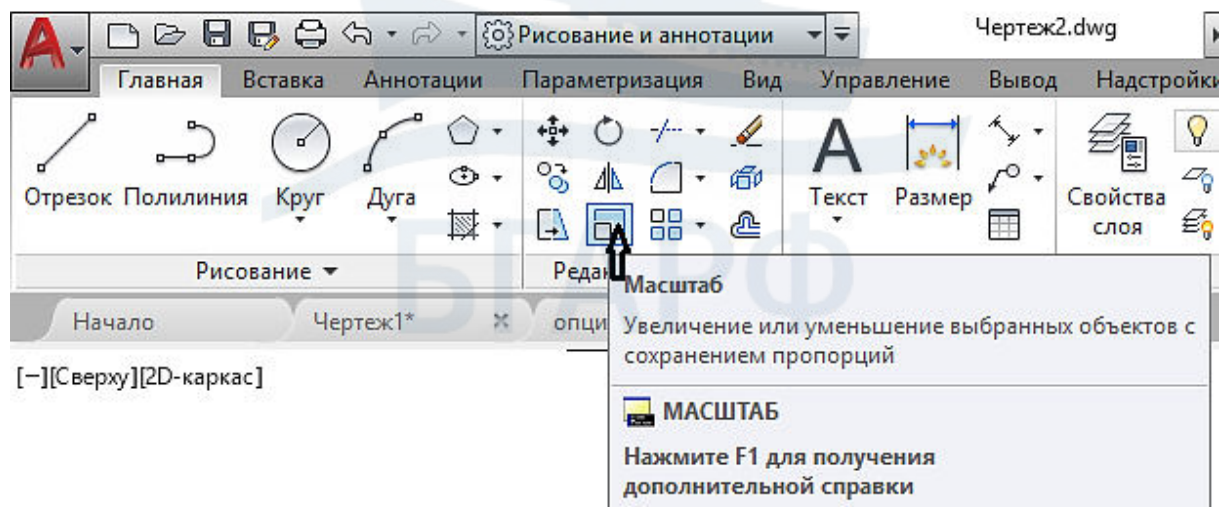 Рисование и аннотации
Чертеж2.dwg
Главная Вставка Аннотации Параметризация Вид Управление Вывод Надстройки
Отрезок Полилиния Круг Дуга
Текст Размер
Свойства
слоя
Рисование
Редак
Начало Чертеж1* опци
[−][Сверху][2D-каркас]
Масштаб
Увеличение или уменьшение выбранных объектов с
сохранением пропорций
МАСШТАБ
Нажмите F1 для получения
дополнительной справки
БГАРФ